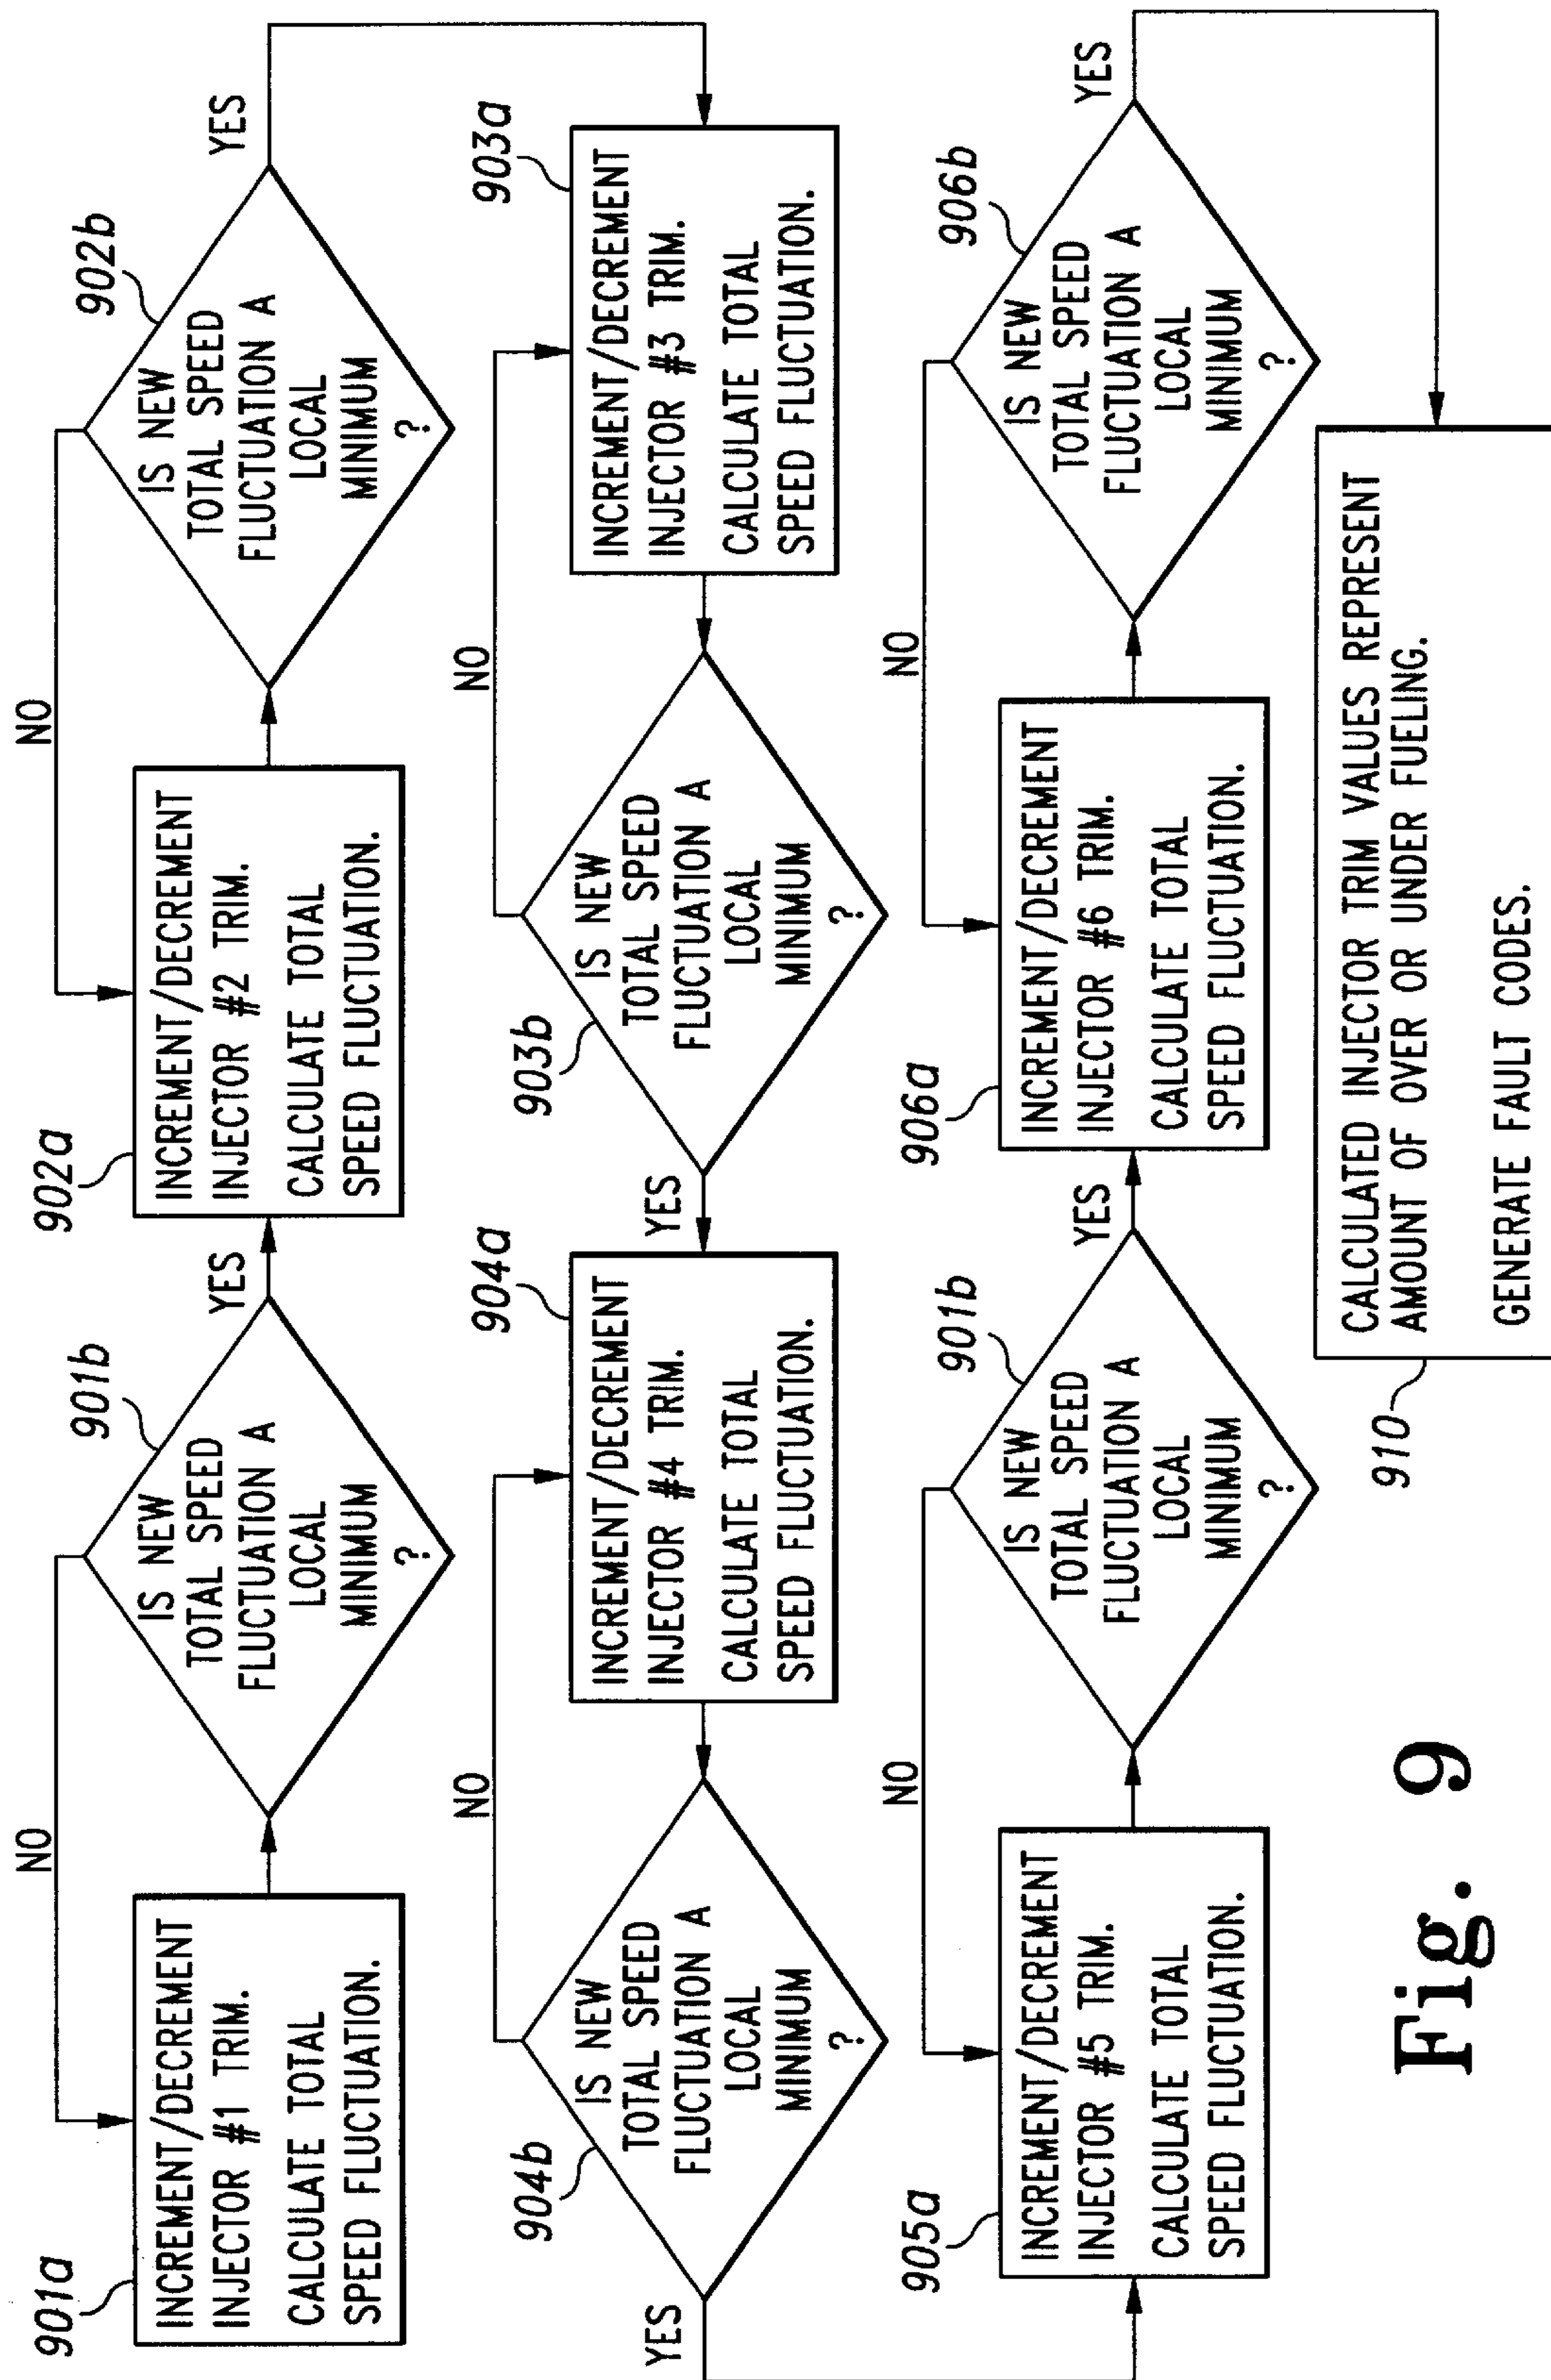 901a
INCREMENT/DECREMENT
INJECTOR #1 TRIM.
CALCULATE TOTAL
SPEED FLUCTUATION.
NO
901b
IS NEW
TOTAL SPEED
FLUCTUATION A
LOCAL
MINIMUM
?
YES
902a
INCREMENT/DECREMENT
INJECTOR #2 TRIM.
CALCULATE TOTAL
SPEED FLUCTUATION.
NO
902b
IS NEW
TOTAL SPEED
FLUCTUATION A
LOCAL
MINIMUM
?
YES
903a
INCREMENT/DECREMENT
INJECTOR #3 TRIM.
CALCULATE TOTAL
SPEED FLUCTUATION.
NO
903b
IS NEW
TOTAL SPEED
FLUCTUATION A
LOCAL
MINIMUM
?
YES
904a
INCREMENT/DECREMENT
INJECTOR #4 TRIM.
CALCULATE TOTAL
SPEED FLUCTUATION.
NO
904b
IS NEW
TOTAL SPEED
FLUCTUATION A
LOCAL
MINIMUM
?
YES
905a
INCREMENT/DECREMENT
INJECTOR #5 TRIM.
CALCULATE TOTAL
SPEED FLUCTUATION.
NO
901b
IS NEW
TOTAL SPEED
FLUCTUATION A
LOCAL
MINIMUM
?
YES
906a
INCREMENT/DECREMENT
INJECTOR #6 TRIM.
CALCULATE TOTAL
SPEED FLUCTUATION.
NO
906b
IS NEW
TOTAL SPEED
FLUCTUATION A
LOCAL
MINIMUM
?
YES
910
CALCULATED INJECTOR TRIM VALUES REPRESENT
AMOUNT OF OVER OR UNDER FUELING.
GENERATE FAULT CODES.
Fig. 9